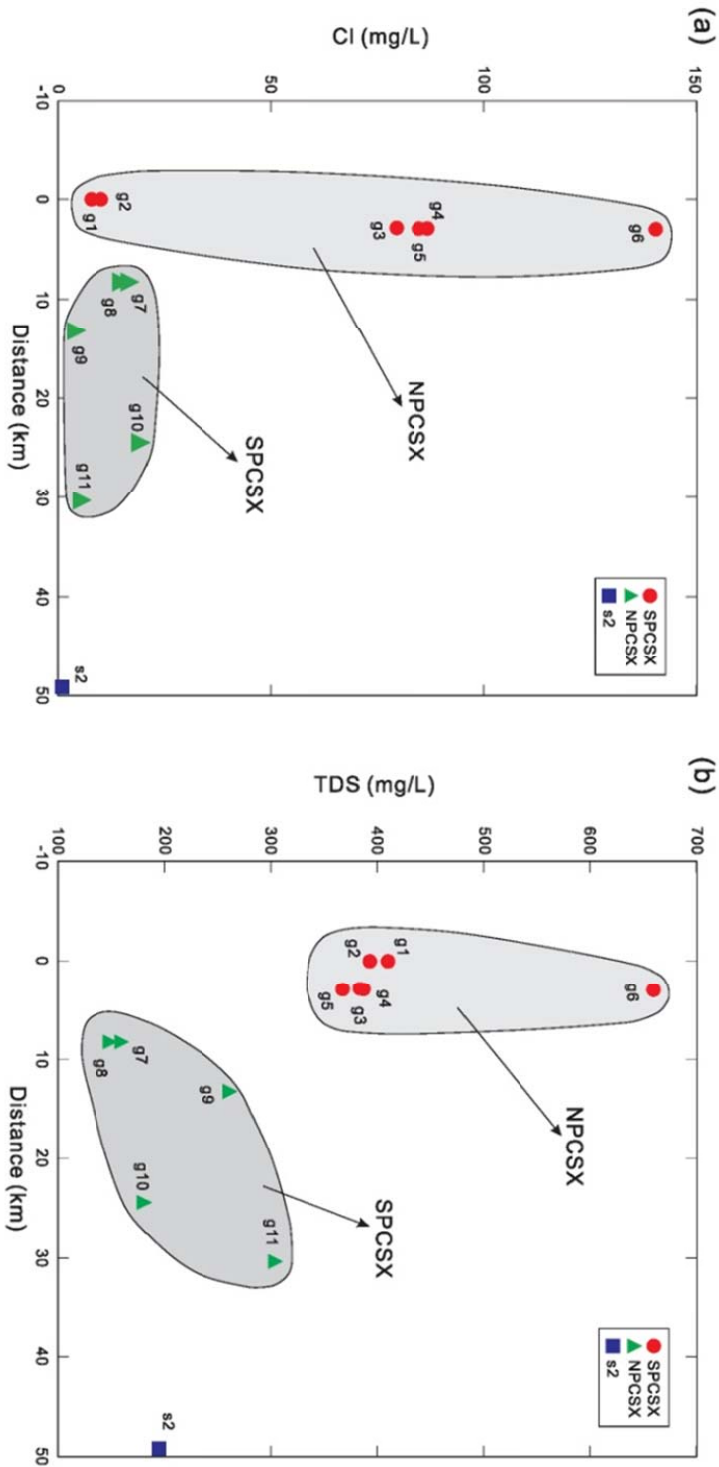 (a)
Cl (mg/L)
150
100
50
0
-10
0
10
20
30
40
50
Distance (km)
g1
g2
g3
g4
g5
g6
g7
g8
g9
g10
g11
s2
NPCSX
SPCSX
SPCSX
NPCSX
s2
(b)
TDS (mg/L)
700
600
500
400
300
200
100
-10
0
10
20
30
40
50
Distance (km)
g1
g2
g3
g4
g5
g6
g7
g8
g9
g10
g11
s2
NPCSX
SPCSX
SPCSX
NPCSX
s2